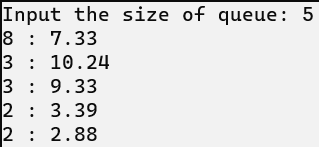 Input the size of queue: 5
8 : 7.33
3 : 10.24
3 : 9.33
2 : 3.39
2 : 2.88